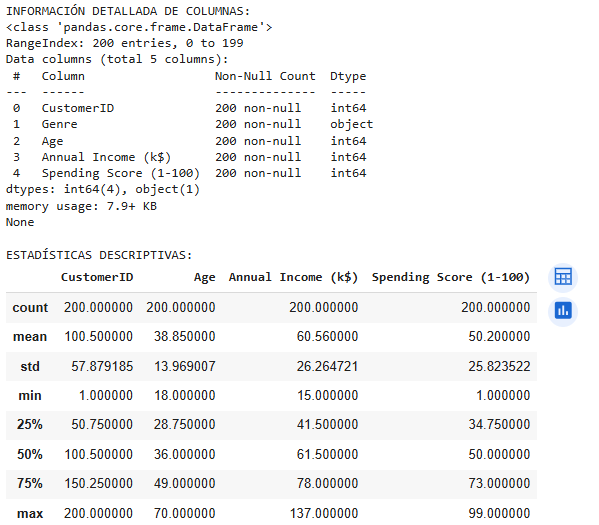 INFORMACIÓN DETALLADA DE COLUMNAS:
<class 'pandas.core.frame.DataFrame'>
RangeIndex: 200 entries, 0 to 199
Data columns (total 5 columns):
 #   Column                  Non-Null Count  Dtype
---  ------                  --------------  -----
 0   CustomerID              200 non-null    int64
 1   Genre                   200 non-null    object
 2   Age                     200 non-null    int64
 3   Annual Income (k$)      200 non-null    int64
 4   Spending Score (1-100)  200 non-null    int64
dtypes: int64(4), object(1)
memory usage: 7.9+ KB
None
ESTADÍSTICAS DESCRIPTIVAS:
CustomerID Age Annual Income (k$) Spending Score (1-100)
count 200.000000 200.000000 200.000000 200.000000
mean 100.500000 38.850000 60.560000 50.200000
std 57.879185 13.969007 26.264721 25.823522
min 1.000000 18.000000 15.000000 1.000000
25% 50.750000 28.750000 41.500000 34.750000
50% 100.500000 36.000000 61.500000 50.000000
75% 150.250000 49.000000 78.000000 73.000000
max 200.000000 70.000000 137.000000 99.000000